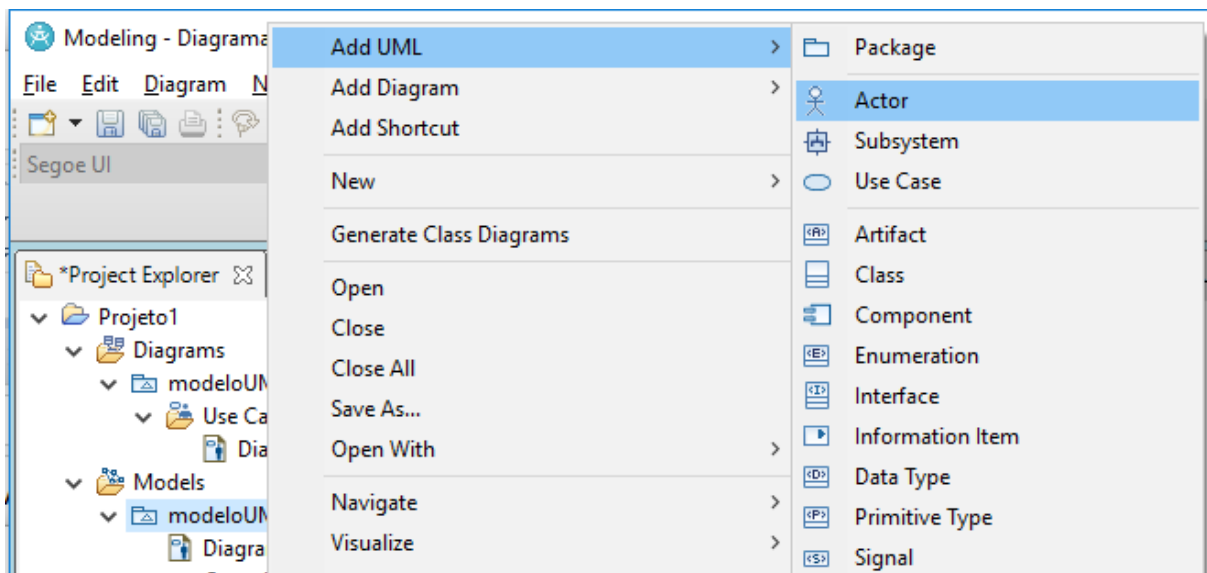 Modeling - Diagrama
File Edit Diagram N
Segoe UI
*Project Explorer
Projeto1
Diagrams
modeloUM
Use Ca
Dia
Models
modeloUM
Diagra
Add UML
Add Diagram
Add Shortcut
New
Generate Class Diagrams
Open
Close
Close All
Save As...
Open With
Navigate
Visualize
Package
Actor
Subsystem
Use Case
Artifact
Class
Component
Enumeration
Interface
Information Item
Data Type
Primitive Type
Signal